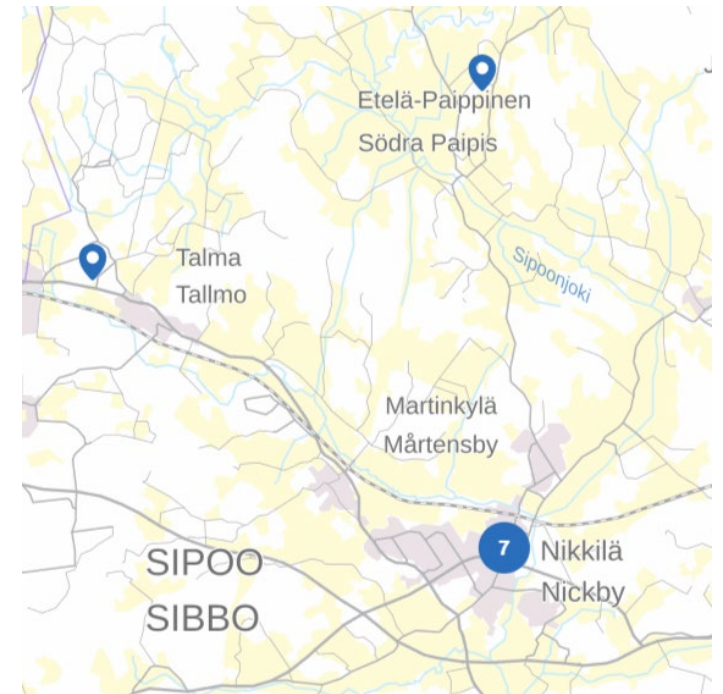 Etelä-Paippinen
Södra Paipis
Talma
Tallmo
Sipoonjoki
Martinkylä
Mårtensby
7
Nikkilä
Nickby
SIPOO
SIBBO